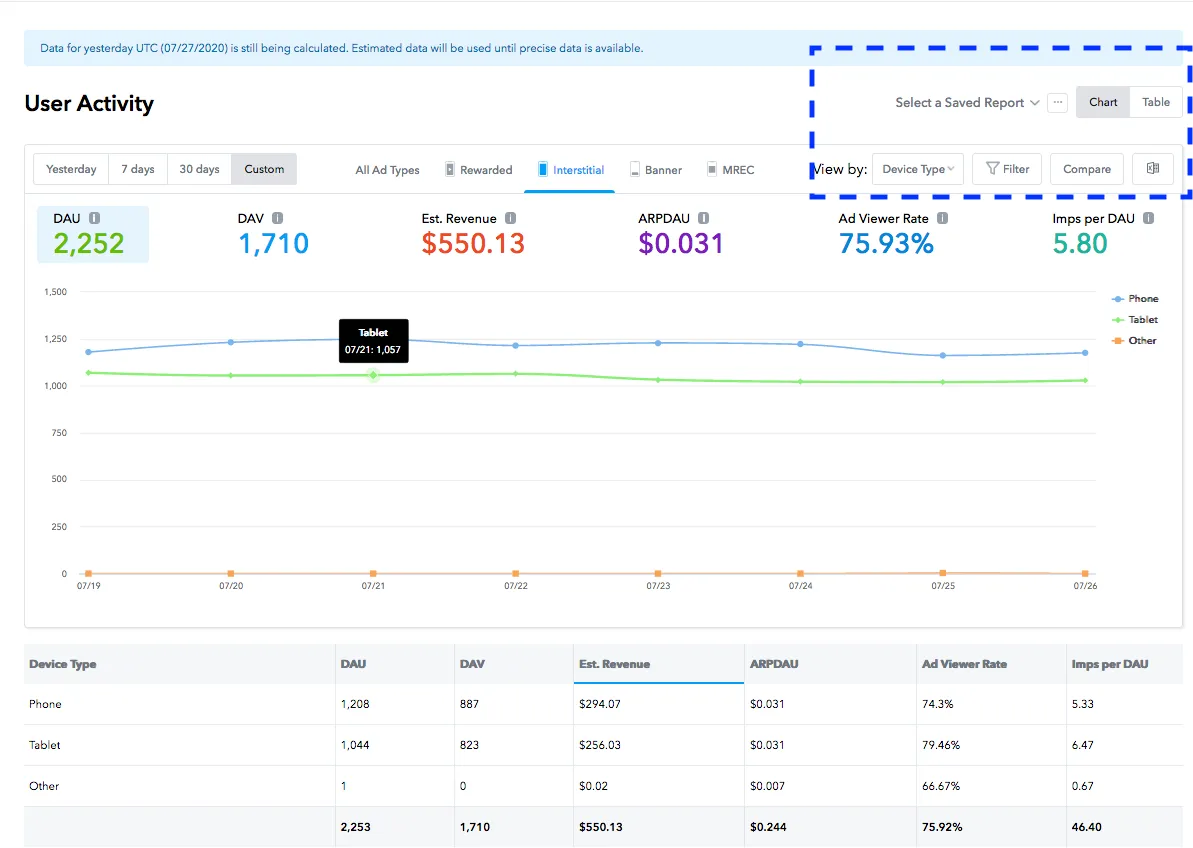 Data for yesterday UTC (07/27/2020) is still being calculated. Estimated data will be used until precise data is available.
User Activity
Select a Saved Report ... Chart Table
Yesterday 7 days 30 days Custom All Ad Types Rewarded Interstitial Banner MREC View by: Device Type Filter Compare
DAU DAV Est. Revenue ARPDAU Ad Viewer Rate Imps per DAU
2,252 1,710 $550.13 $0.031 75.93% 5.80
1,500
Phone
Tablet
Other
Tablet
07/21: 1,057
1,250
1,000
750
500
250
0
07/19 07/20 07/21 07/22 07/23 07/24 07/25 07/26
Device Type DAU DAV Est. Revenue ARPDAU Ad Viewer Rate Imps per DAU
Phone 1,208 887 $294.07 $0.031 74.3% 5.33
Tablet 1,044 823 $256.03 $0.031 79.46% 6.47
Other 1 0 $0.02 $0.007 66.67% 0.67
2,253 1,710 $550.13 $0.244 75.92% 46.40